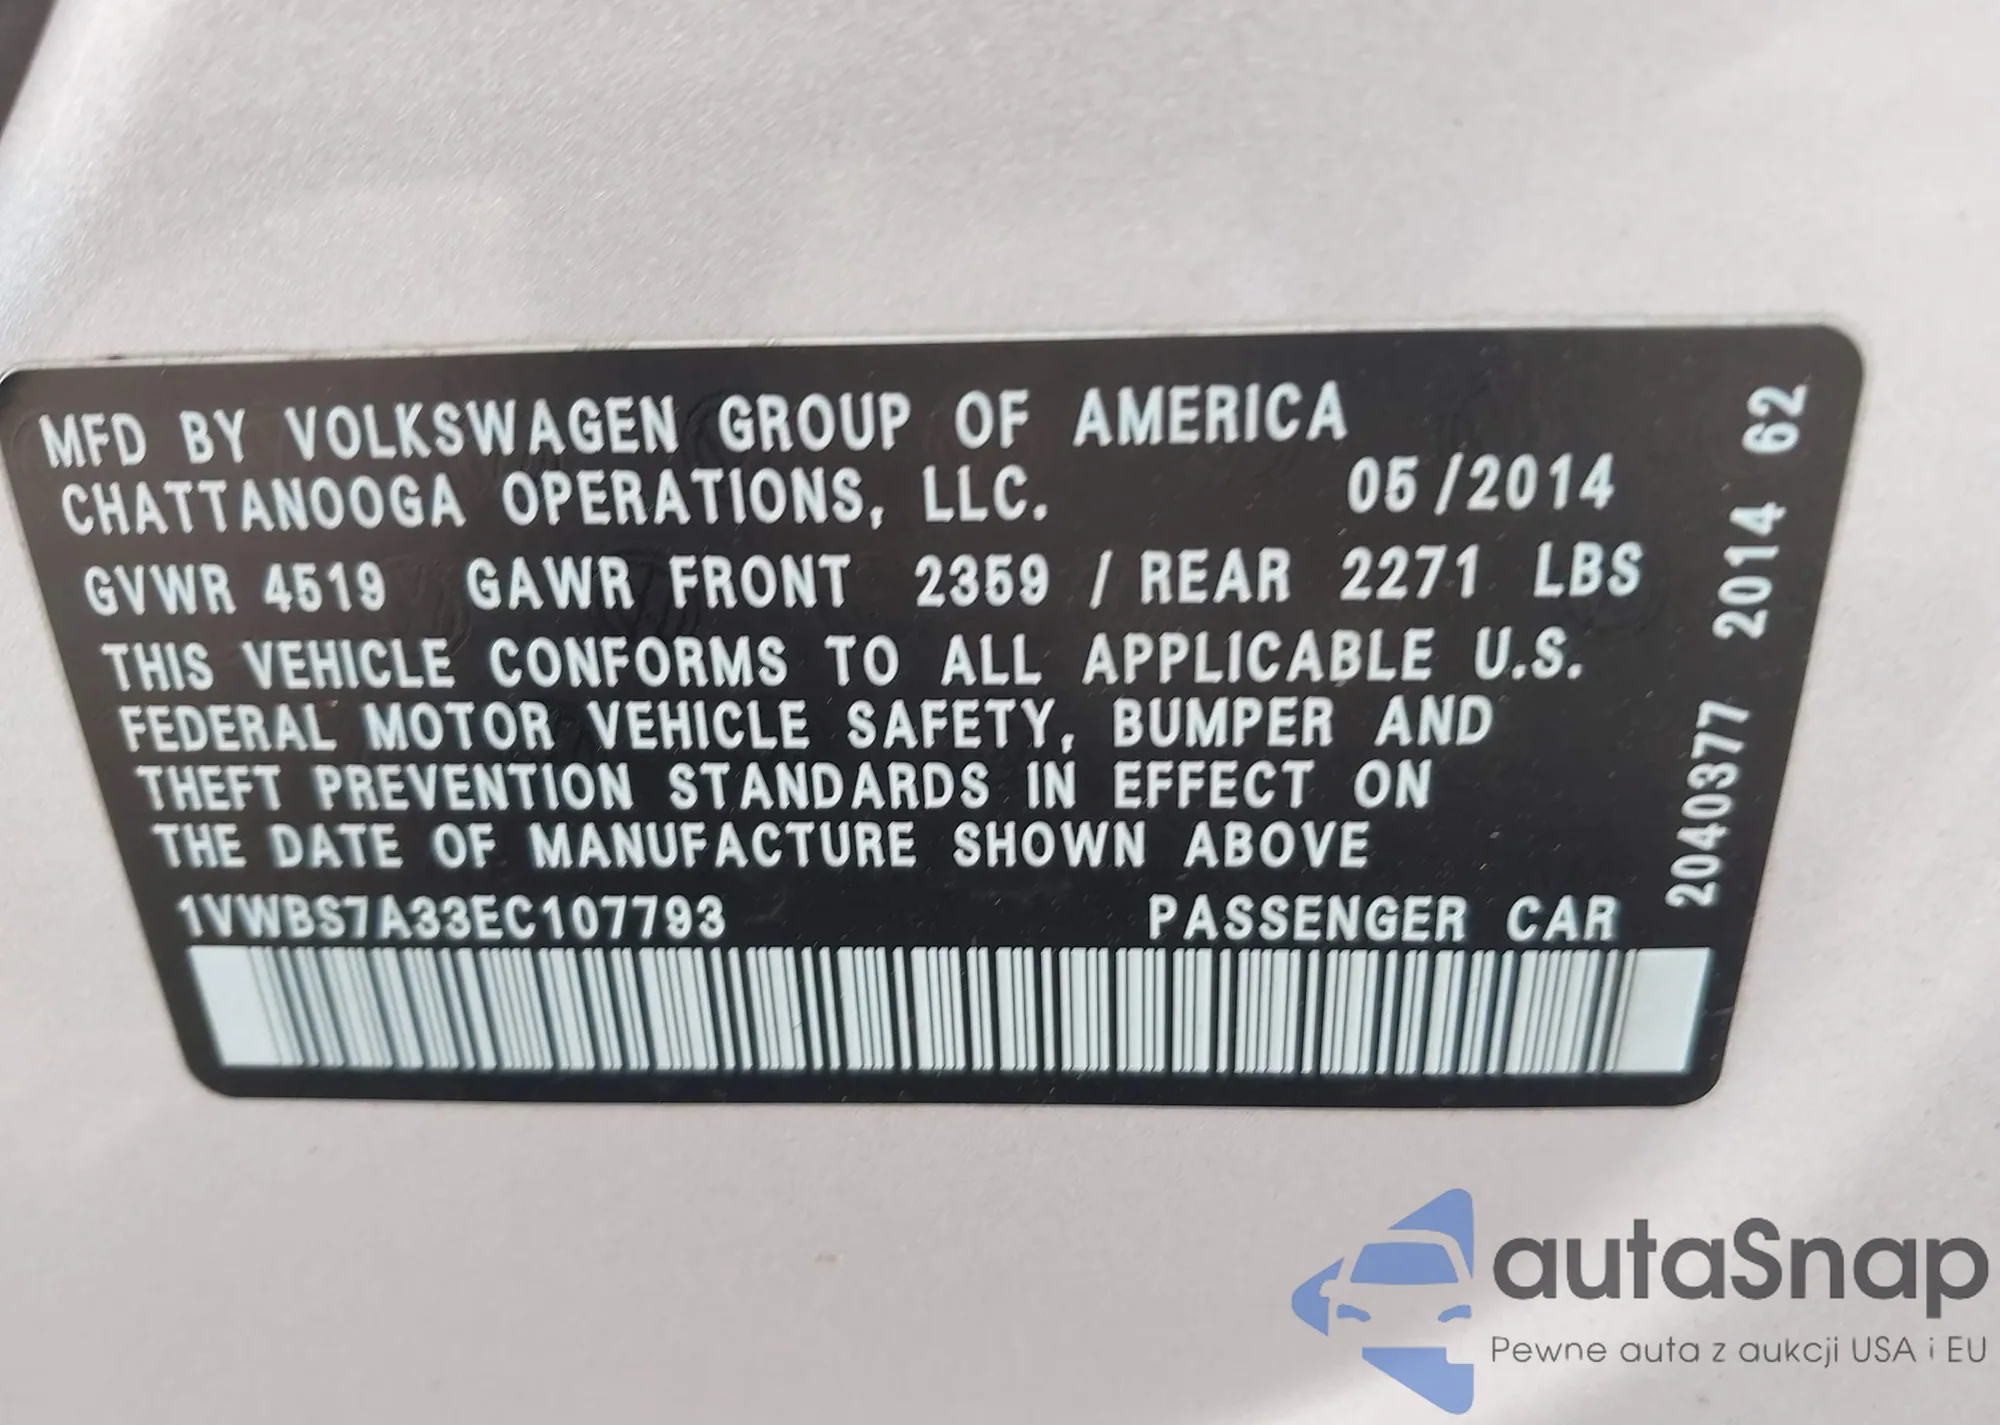 MFD BY VOLKSWAGEN GROUP OF AMERICA
CHATTANOOGA OPERATIONS, LLC. 05/2014
GVWR 4519 GAWR FRONT 2359 / REAR 2271 LBS
THIS VEHICLE CONFORMS TO ALL APPLICABLE U.S.
FEDERAL MOTOR VEHICLE SAFETY, BUMPER AND
THEFT PREVENTION STANDARDS IN EFFECT ON
THE DATE OF MANUFACTURE SHOWN ABOVE
1VWBS7A33EC107793 PASSENGER CAR
2040377 2014 62
autaSnap
Pewne auta z aukcji USA i EU